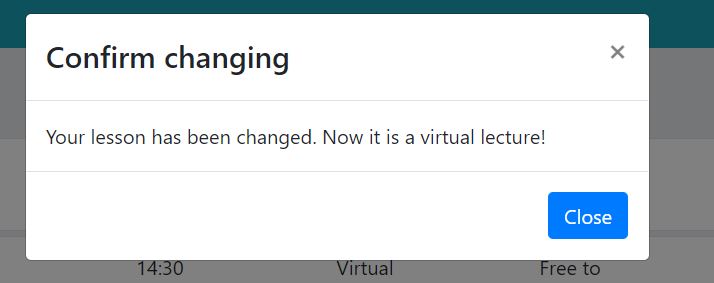 Confirm changing ×
Your lesson has been changed. Now it is a virtual lecture!
Close
14:30 Virtual Free to